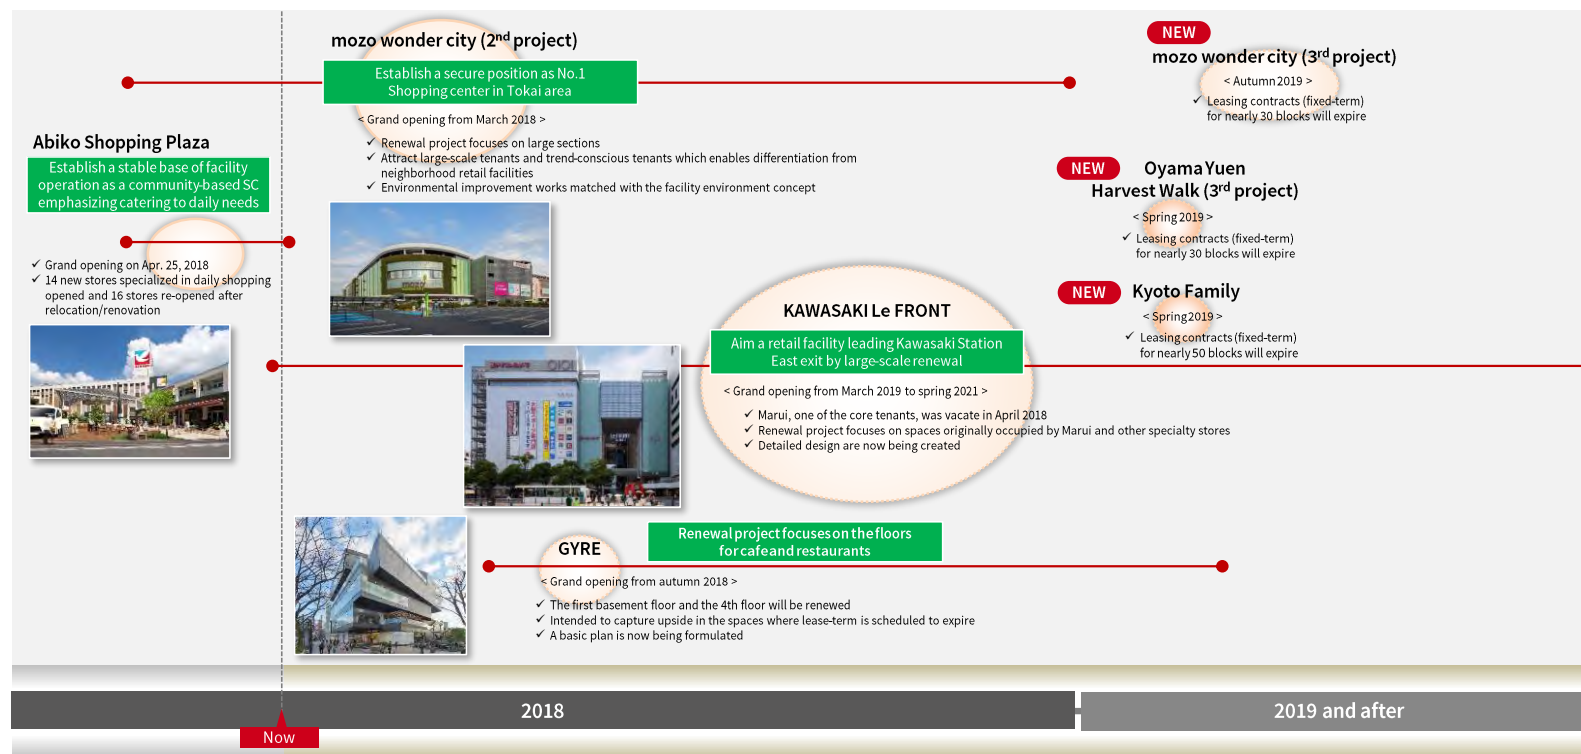 mozo wonder city (2nd project)
Establish a secure position as No.1
Shopping center in Tokai area
< Grand opening from March 2018 >
✓ Renewal project focuses on large sections
✓ Attract large-scale tenants and trend-conscious tenants which enables differentiation from
neighborhood retail facilities
✓ Environmental improvement works matched with the facility environment concept
Abiko Shopping Plaza
Establish a stable base of facility
operation as a community-based SC
emphasizing catering to daily needs
✓ Grand opening on Apr. 25, 2018
✓ 14 new stores specialized in daily shopping
opened and 16 stores re-opened after
relocation/renovation
NEW
mozo wonder city (3rd project)
< Autumn 2019 >
✓ Leasing contracts (fixed-term)
for nearly 30 blocks will expire
NEW
Oyama Yuen
Harvest Walk (3rd project)
< Spring 2019 >
✓ Leasing contracts (fixed-term)
for nearly 30 blocks will expire
NEW
Kyoto Family
< Spring 2019 >
✓ Leasing contracts (fixed-term)
for nearly 50 blocks will expire
KAWASAKI Le FRONT
Aim a retail facility leading Kawasaki Station
East exit by large-scale renewal
< Grand opening from March 2019 to spring 2021 >
✓ Marui, one of the core tenants, was vacate in April 2018
✓ Renewal project focuses on spaces originally occupied by Marui and other specialty stores
✓ Detailed design are now being created
GYRE
Renewal project focuses on the floors
for cafe and restaurants
< Grand opening from autumn 2018 >
✓ The first basement floor and the 4th floor will be renewed
✓ Intended to capture upside in the spaces where lease-term is scheduled to expire
✓ A basic plan is now being formulated
2018
2019 and after
Now